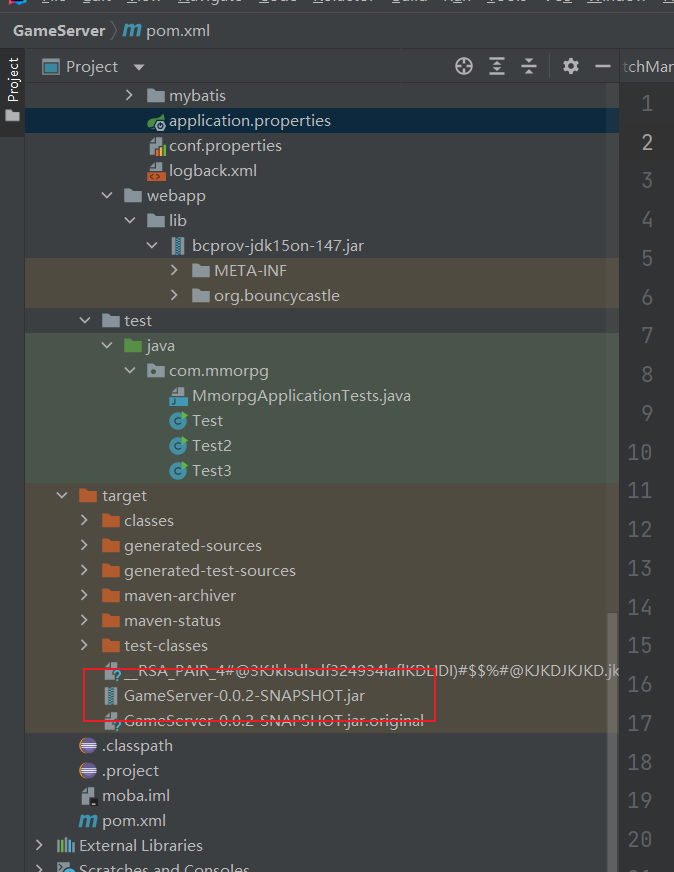 GameServer pom.xml
Project
Project
tchMar
mybatis
application.properties
conf.properties
logback.xml
webapp
lib
bcprov-jdk15on-147.jar
META-INF
org.bouncycastle
test
java
com.mmorpg
MmorpgApplicationTests.java
Test
Test2
Test3
target
classes
generated-sources
generated-test-sources
maven-archiver
maven-status
test-classes
GameServer-0.0.2-SNAPSHOT.jar
GameServer-0.0.2-SNAPSHOT.jar.original
.classpath
.project
moba.iml
pom.xml
External Libraries
Scratches and Consoles
1
2
3
4
5
6
7
8
9
10
11
12
13
14
15
16
17
18
19
20